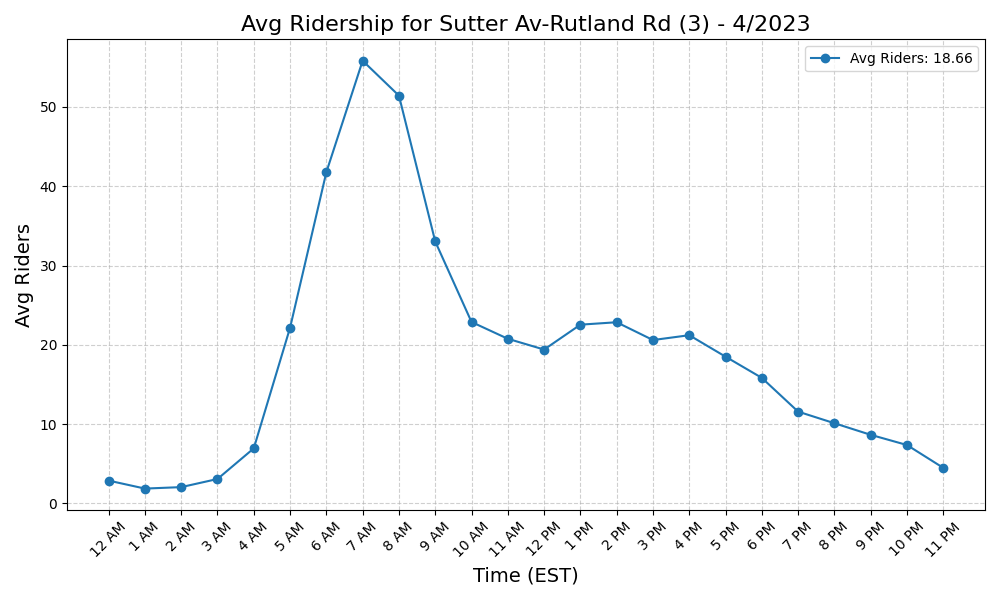 Avg Ridership for Sutter Av-Rutland Rd (3) - 4/2023
Avg Riders: 18.66
Avg Riders
50
40
30
20
10
0
12 AM
1 AM
2 AM
3 AM
4 AM
5 AM
6 AM
7 AM
8 AM
9 AM
10 AM
11 AM
12 PM
1 PM
2 PM
3 PM
4 PM
5 PM
6 PM
7 PM
8 PM
9 PM
10 PM
11 PM
Time (EST)